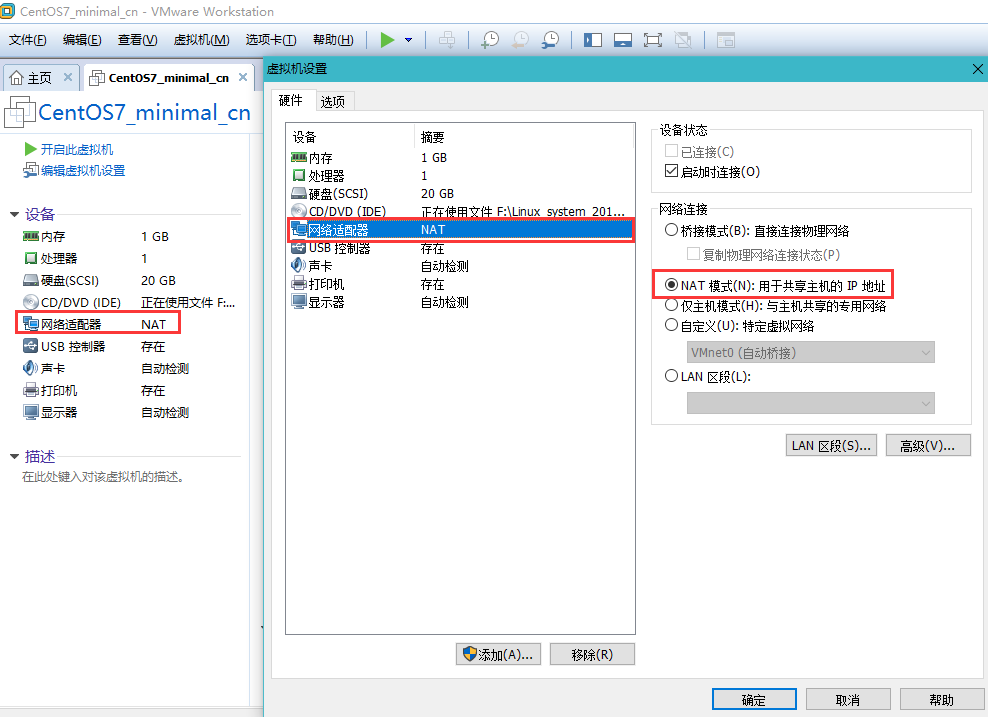 CentOS7_minimal_cn - VMware Workstation
文件(F) 编辑(E) 查看(V) 虚拟机(M) 选项卡(T) 帮助(H)
主页 CentOS7_minimal_cn
CentOS7_minimal_cn
开启此虚拟机
编辑虚拟机设置
设备
内存 1 GB
处理器 1
硬盘(SCSI) 20 GB
CD/DVD (IDE) 正在使用文件 F:...
网络适配器 NAT
USB 控制器 存在
声卡 自动检测
打印机 存在
显示器 自动检测
描述
在此处键入对该虚拟机的描述。
虚拟机设置
硬件 选项
设备 摘要
内存 1 GB
处理器 1
硬盘(SCSI) 20 GB
CD/DVD (IDE) 正在使用文件 F:\Linux_system_201...
网络适配器 NAT
USB 控制器 存在
声卡 自动检测
打印机 存在
显示器 自动检测
添加(A)... 移除(R)
设备状态
已连接(C)
启动时连接(O)
网络连接
桥接模式(B): 直接连接物理网络
复制物理网络连接状态(P)
NAT 模式(N): 用于共享主机的 IP 地址
仅主机模式(H): 与主机共享的专用网络
自定义(U): 特定虚拟网络
VMnet0 (自动桥接)
LAN 区段(L):
LAN 区段(S)... 高级(V)...
确定 取消 帮助